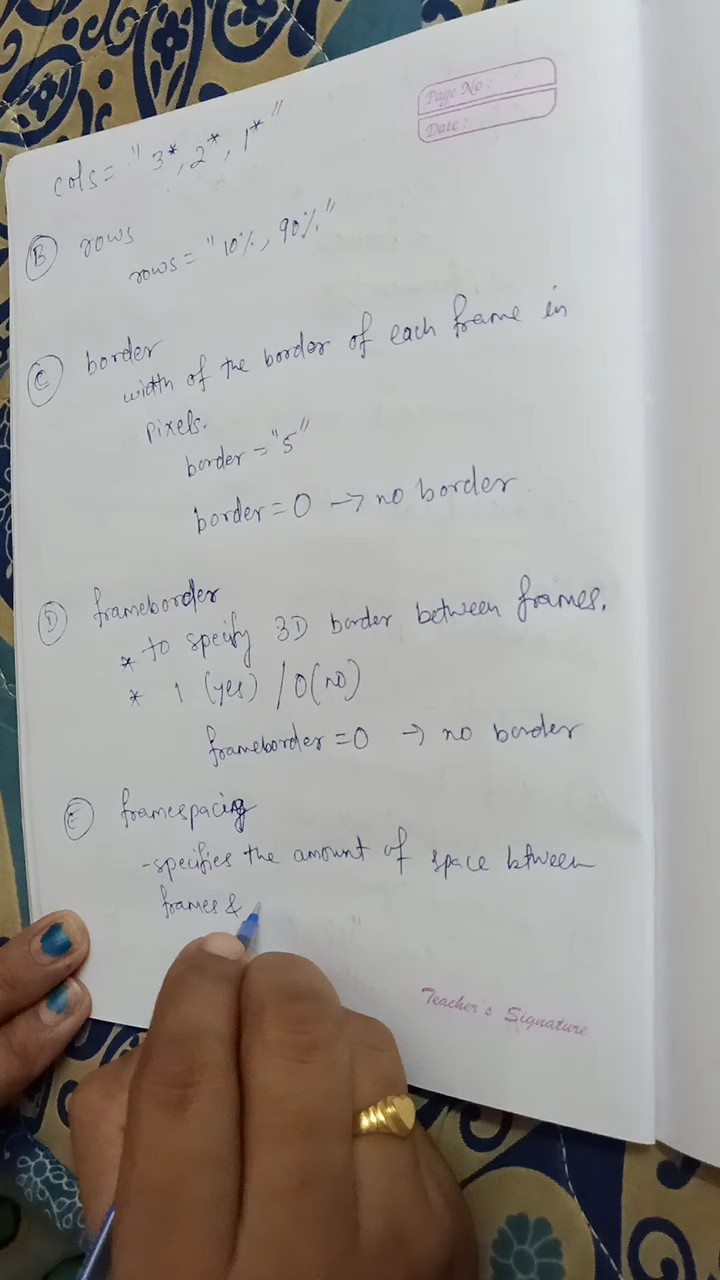 Page No :
Date :
cols = "3*, 2*, 1*"
(B) rows
rows = "10%, 90%"
(C) border
width of the border of each frame in
pixels.
border = "5"
border = 0 → no border
(D) frameborder
* to specify 3D border between frames.
* 1 (yes) / 0 (no)
frameborder = 0 → no border
(E) framespacing
- specifies the amount of space between
frames &
Teacher's Signature